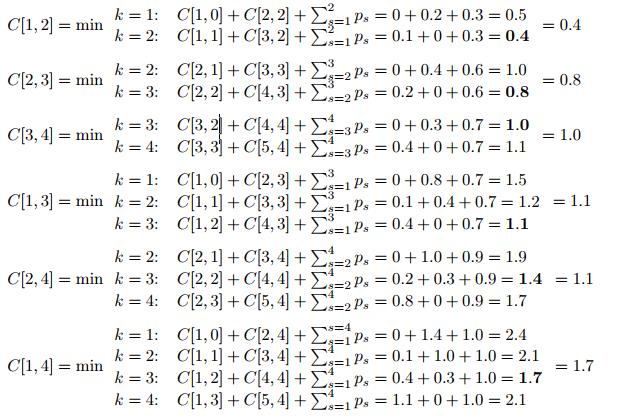 C[1, 2] = min k = 1: C[1, 0] + C[2, 2] + ∑²ₛ₌₁ pₛ = 0 + 0.2 + 0.3 = 0.5
k = 2: C[1, 1] + C[3, 2] + ∑²ₛ₌₁ pₛ = 0.1 + 0 + 0.3 = 0.4 = 0.4
C[2, 3] = min k = 2: C[2, 1] + C[3, 3] + ∑³ₛ₌₂ pₛ = 0 + 0.4 + 0.6 = 1.0
k = 3: C[2, 2] + C[4, 3] + ∑³ₛ₌₂ pₛ = 0.2 + 0 + 0.6 = 0.8 = 0.8
C[3, 4] = min k = 3: C[3, 2] + C[4, 4] + ∑⁴ₛ₌₃ pₛ = 0 + 0.3 + 0.7 = 1.0
k = 4: C[3, 3] + C[5, 4] + ∑⁴ₛ₌₃ pₛ = 0.4 + 0 + 0.7 = 1.1 = 1.0
k = 1: C[1, 0] + C[2, 3] + ∑³ₛ₌₁ pₛ = 0 + 0.8 + 0.7 = 1.5
C[1, 3] = min k = 2: C[1, 1] + C[3, 3] + ∑³ₛ₌₁ pₛ = 0.1 + 0.4 + 0.7 = 1.2 = 1.1
k = 3: C[1, 2] + C[4, 3] + ∑³ₛ₌₁ pₛ = 0.4 + 0 + 0.7 = 1.1
k = 2: C[2, 1] + C[3, 4] + ∑⁴ₛ₌₂ pₛ = 0 + 1.0 + 0.9 = 1.9
C[2, 4] = min k = 3: C[2, 2] + C[4, 4] + ∑⁴ₛ₌₂ pₛ = 0.2 + 0.3 + 0.9 = 1.4 = 1.1
k = 4: C[2, 3] + C[5, 4] + ∑⁴ₛ₌₂ pₛ = 0.8 + 0 + 0.9 = 1.7
k = 1: C[1, 0] + C[2, 4] + ∑ˢ⁼⁴ₛ₌₁ pₛ = 0 + 1.4 + 1.0 = 2.4
k = 2: C[1, 1] + C[3, 4] + ∑⁴ₛ₌₁ pₛ = 0.1 + 1.0 + 1.0 = 2.1
C[1, 4] = min k = 3: C[1, 2] + C[4, 4] + ∑⁴ₛ₌₁ pₛ = 0.4 + 0.3 + 1.0 = 1.7 = 1.7
k = 4: C[1, 3] + C[5, 4] + ∑⁴ₛ₌₁ pₛ = 1.1 + 0 + 1.0 = 2.1